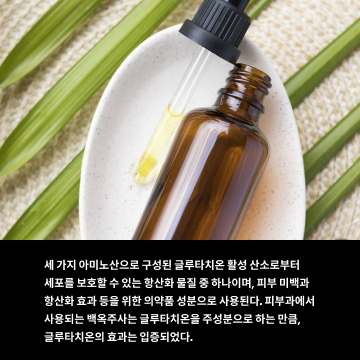 세 가지 아미노산으로 구성된 글루타치온 활성 산소로부터
세포를 보호할 수 있는 항산화 물질 중 하나이며, 피부 미백과
항산화 효과 등을 위한 의약품 성분으로 사용된다. 피부과에서
사용되는 백옥주사는 글루타치온을 주성분으로 하는 만큼,
글루타치온의 효과는 입증되었다.